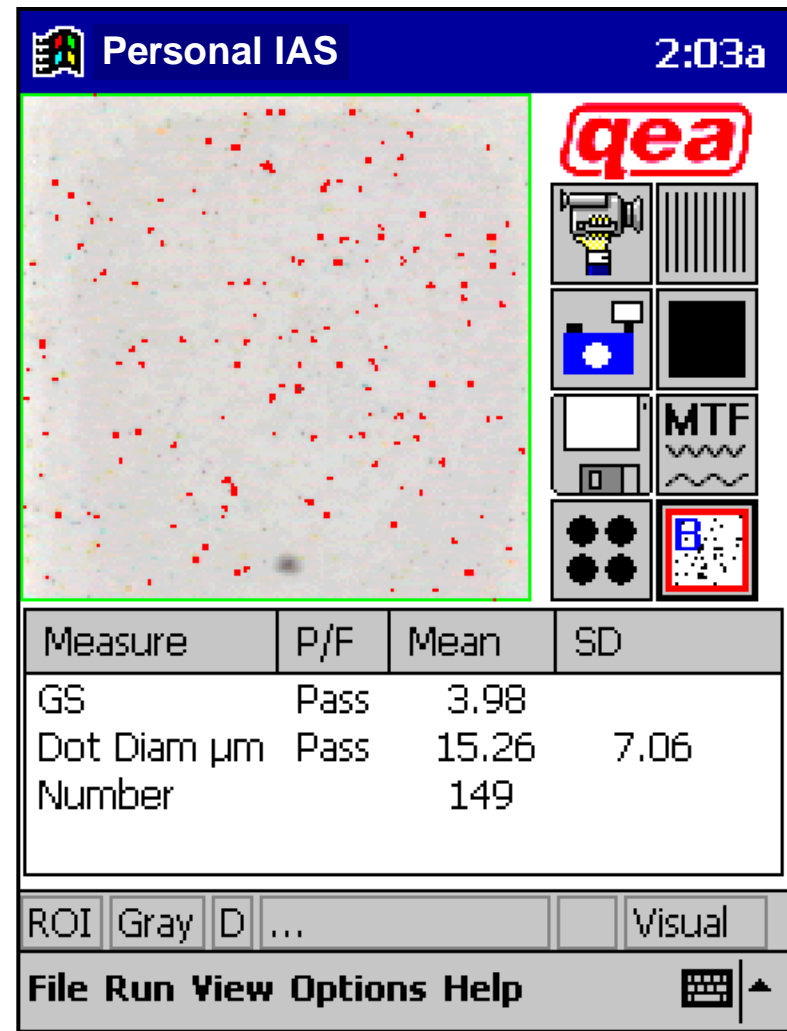 Personal IAS 2:03a
qea
MTF
B
Measure P/F Mean SD
GS Pass 3.98
Dot Diam µm Pass 15.26 7.06
Number 149
ROI Gray D ... Visual
File Run View Options Help